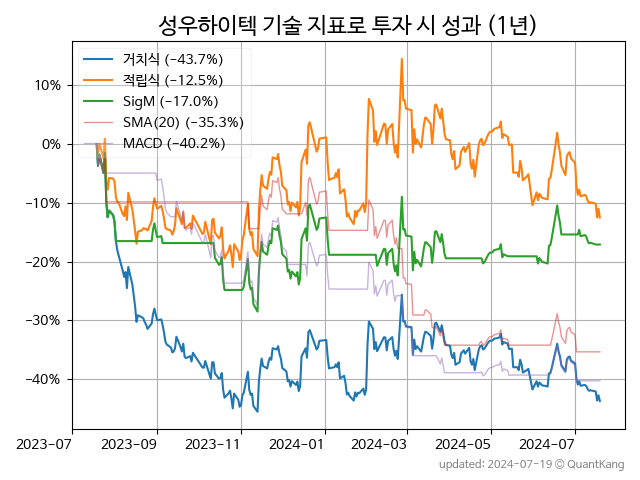 성우하이텍 기술 지표로 투자 시 성과 (1년)
거치식 (−43.7%)
적립식 (−12.5%)
SigM (−17.0%)
SMA(20) (−35.3%)
MACD (−40.2%)
10%
0%
−10%
−20%
−30%
−40%
2023-07 2023-09 2023-11 2024-01 2024-03 2024-05 2024-07
updated: 2024-07-19 © QuantKang